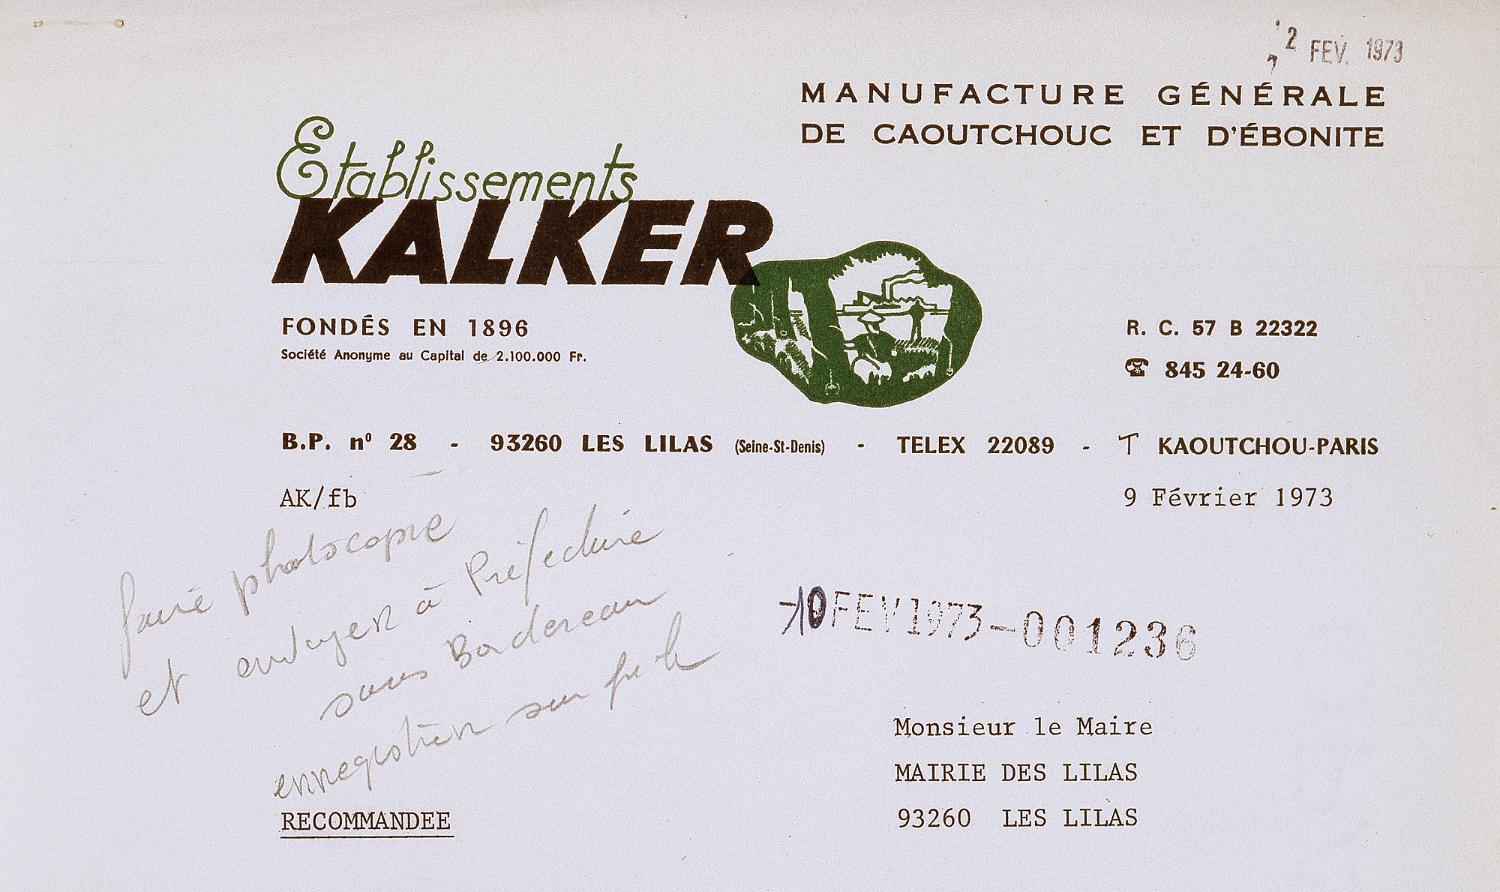 2 FEV. 1973
MANUFACTURE GÉNÉRALE
DE CAOUTCHOUC ET D'ÉBONITE
Etablissements
KALKER
FONDÉS EN 1896
Société Anonyme au Capital de 2.100.000 Fr.
R. C. 57 B 22322
☎ 845 24-60
B.P. nº 28 - 93260 LES LILAS (Seine-St-Denis) - TELEX 22089 - T KAOUTCHOU-PARIS
AK/fb
9 Février 1973
faire photocopie
et envoyer à Préfecture
sous Bordereau
sur
10 FEV 1973-001236
Monsieur le Maire
MAIRIE DES LILAS
93260 LES LILAS
RECOMMANDEE